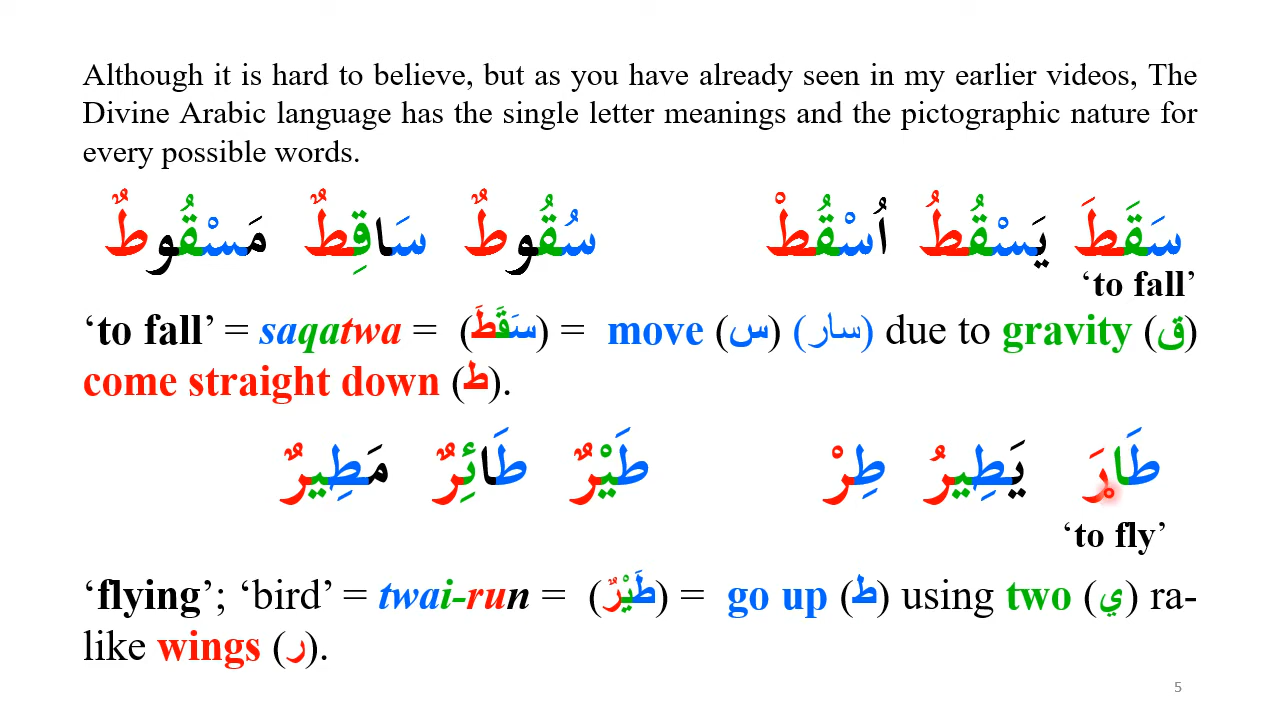 Although it is hard to believe, but as you have already seen in my earlier videos, The
Divine Arabic language has the single letter meanings and the pictographic nature for
every possible words.
سَقَطَ يَسْقُطُ اُسْقُطْ سُقُوطٌ سَاقِطٌ مَسْقُوطٌ
‘to fall’
‘to fall’ = saqatwa = (سَقَطَ) = move (س) (سار) due to gravity (ق)
come straight down (ط).
طَارَ يَطِيرُ طِرْ طَيْرٌ طَائِرٌ مَطِيرٌ
‘to fly’
‘flying’; ‘bird’ = twai-run = (طَيْرٌ) = go up (ط) using two (ي) ra-
like wings (ر).
5